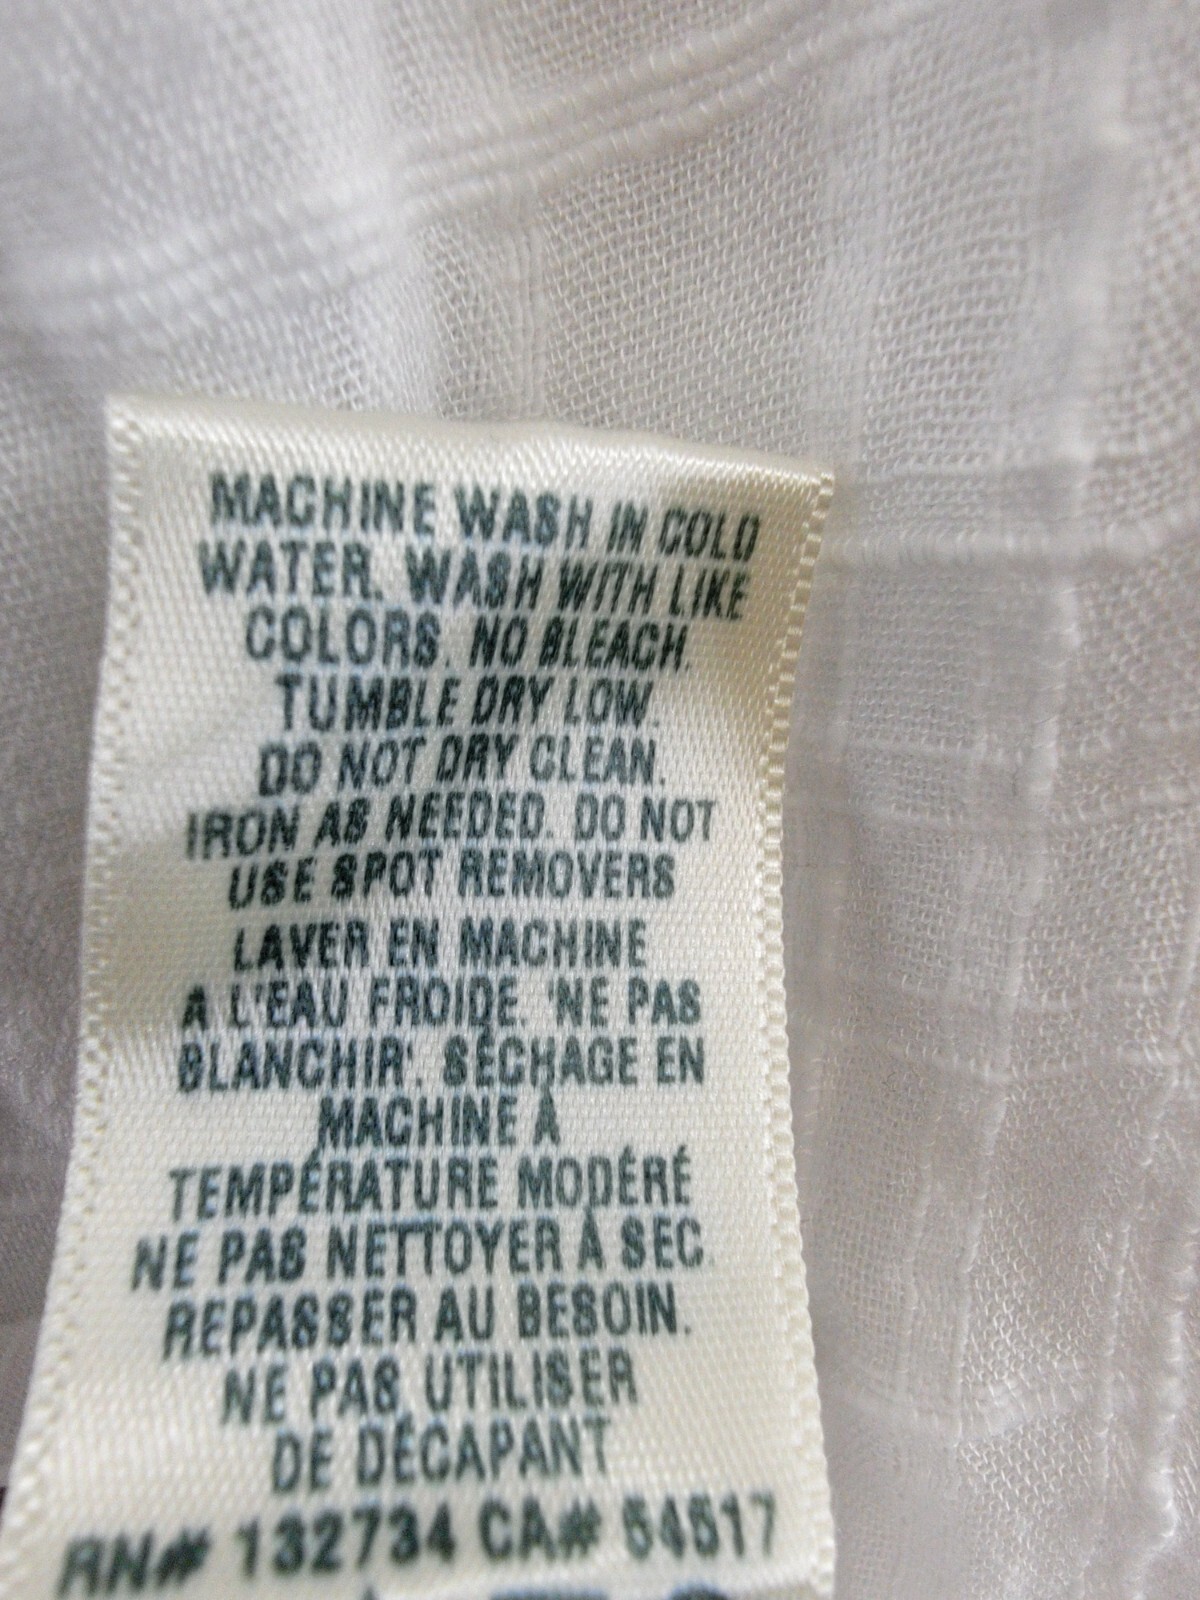 MACHINE WASH IN COLD
WATER. WASH WITH LIKE
COLORS. NO BLEACH.
TUMBLE DRY LOW.
DO NOT DRY CLEAN.
IRON AS NEEDED. DO NOT
USE SPOT REMOVERS
LAVER EN MACHINE
A L'EAU FROIDE. 'NE PAS
BLANCHIR'. SÉCHAGE EN
MACHINE À
TEMPÉRATURE MODÉRÉ
NE PAS NETTOYER À SEC
REPASSER AU BESOIN.
NE PAS UTILISER
DE DÉCAPANT
RN# 132734 CA# 54517